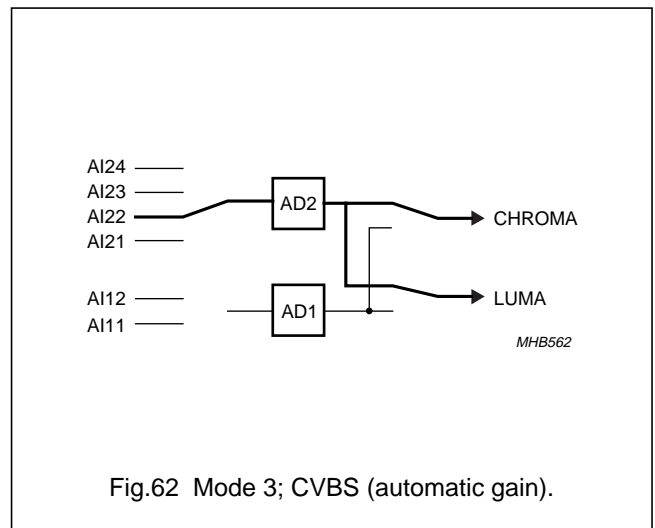 AI24
AI23
AI22
AI21
AD2
CHROMA
AI12
AI11
AD1
LUMA
MHB562
Fig.62 Mode 3; CVBS (automatic gain).